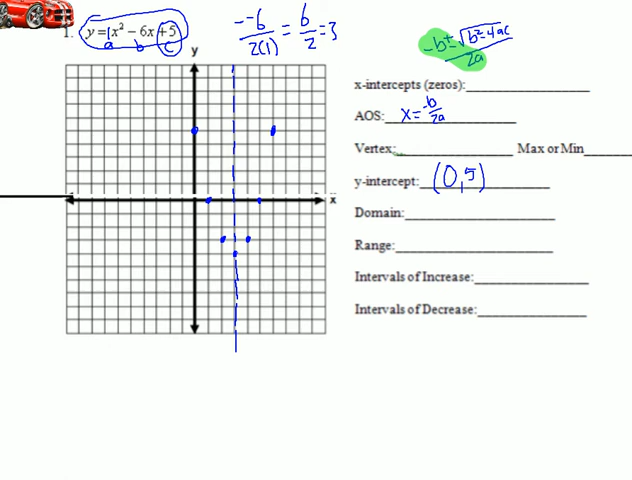 1. y = 1x² − 6x + 5
a b c
--6/2(1) = 6/2 = 3
-b ± √b²-4ac
2a
y
x
x-intercepts (zeros):
AOS: x = -b/2a
Vertex: Max or Min
y-intercept: (0, 5)
Domain:
Range:
Intervals of Increase:
Intervals of Decrease: